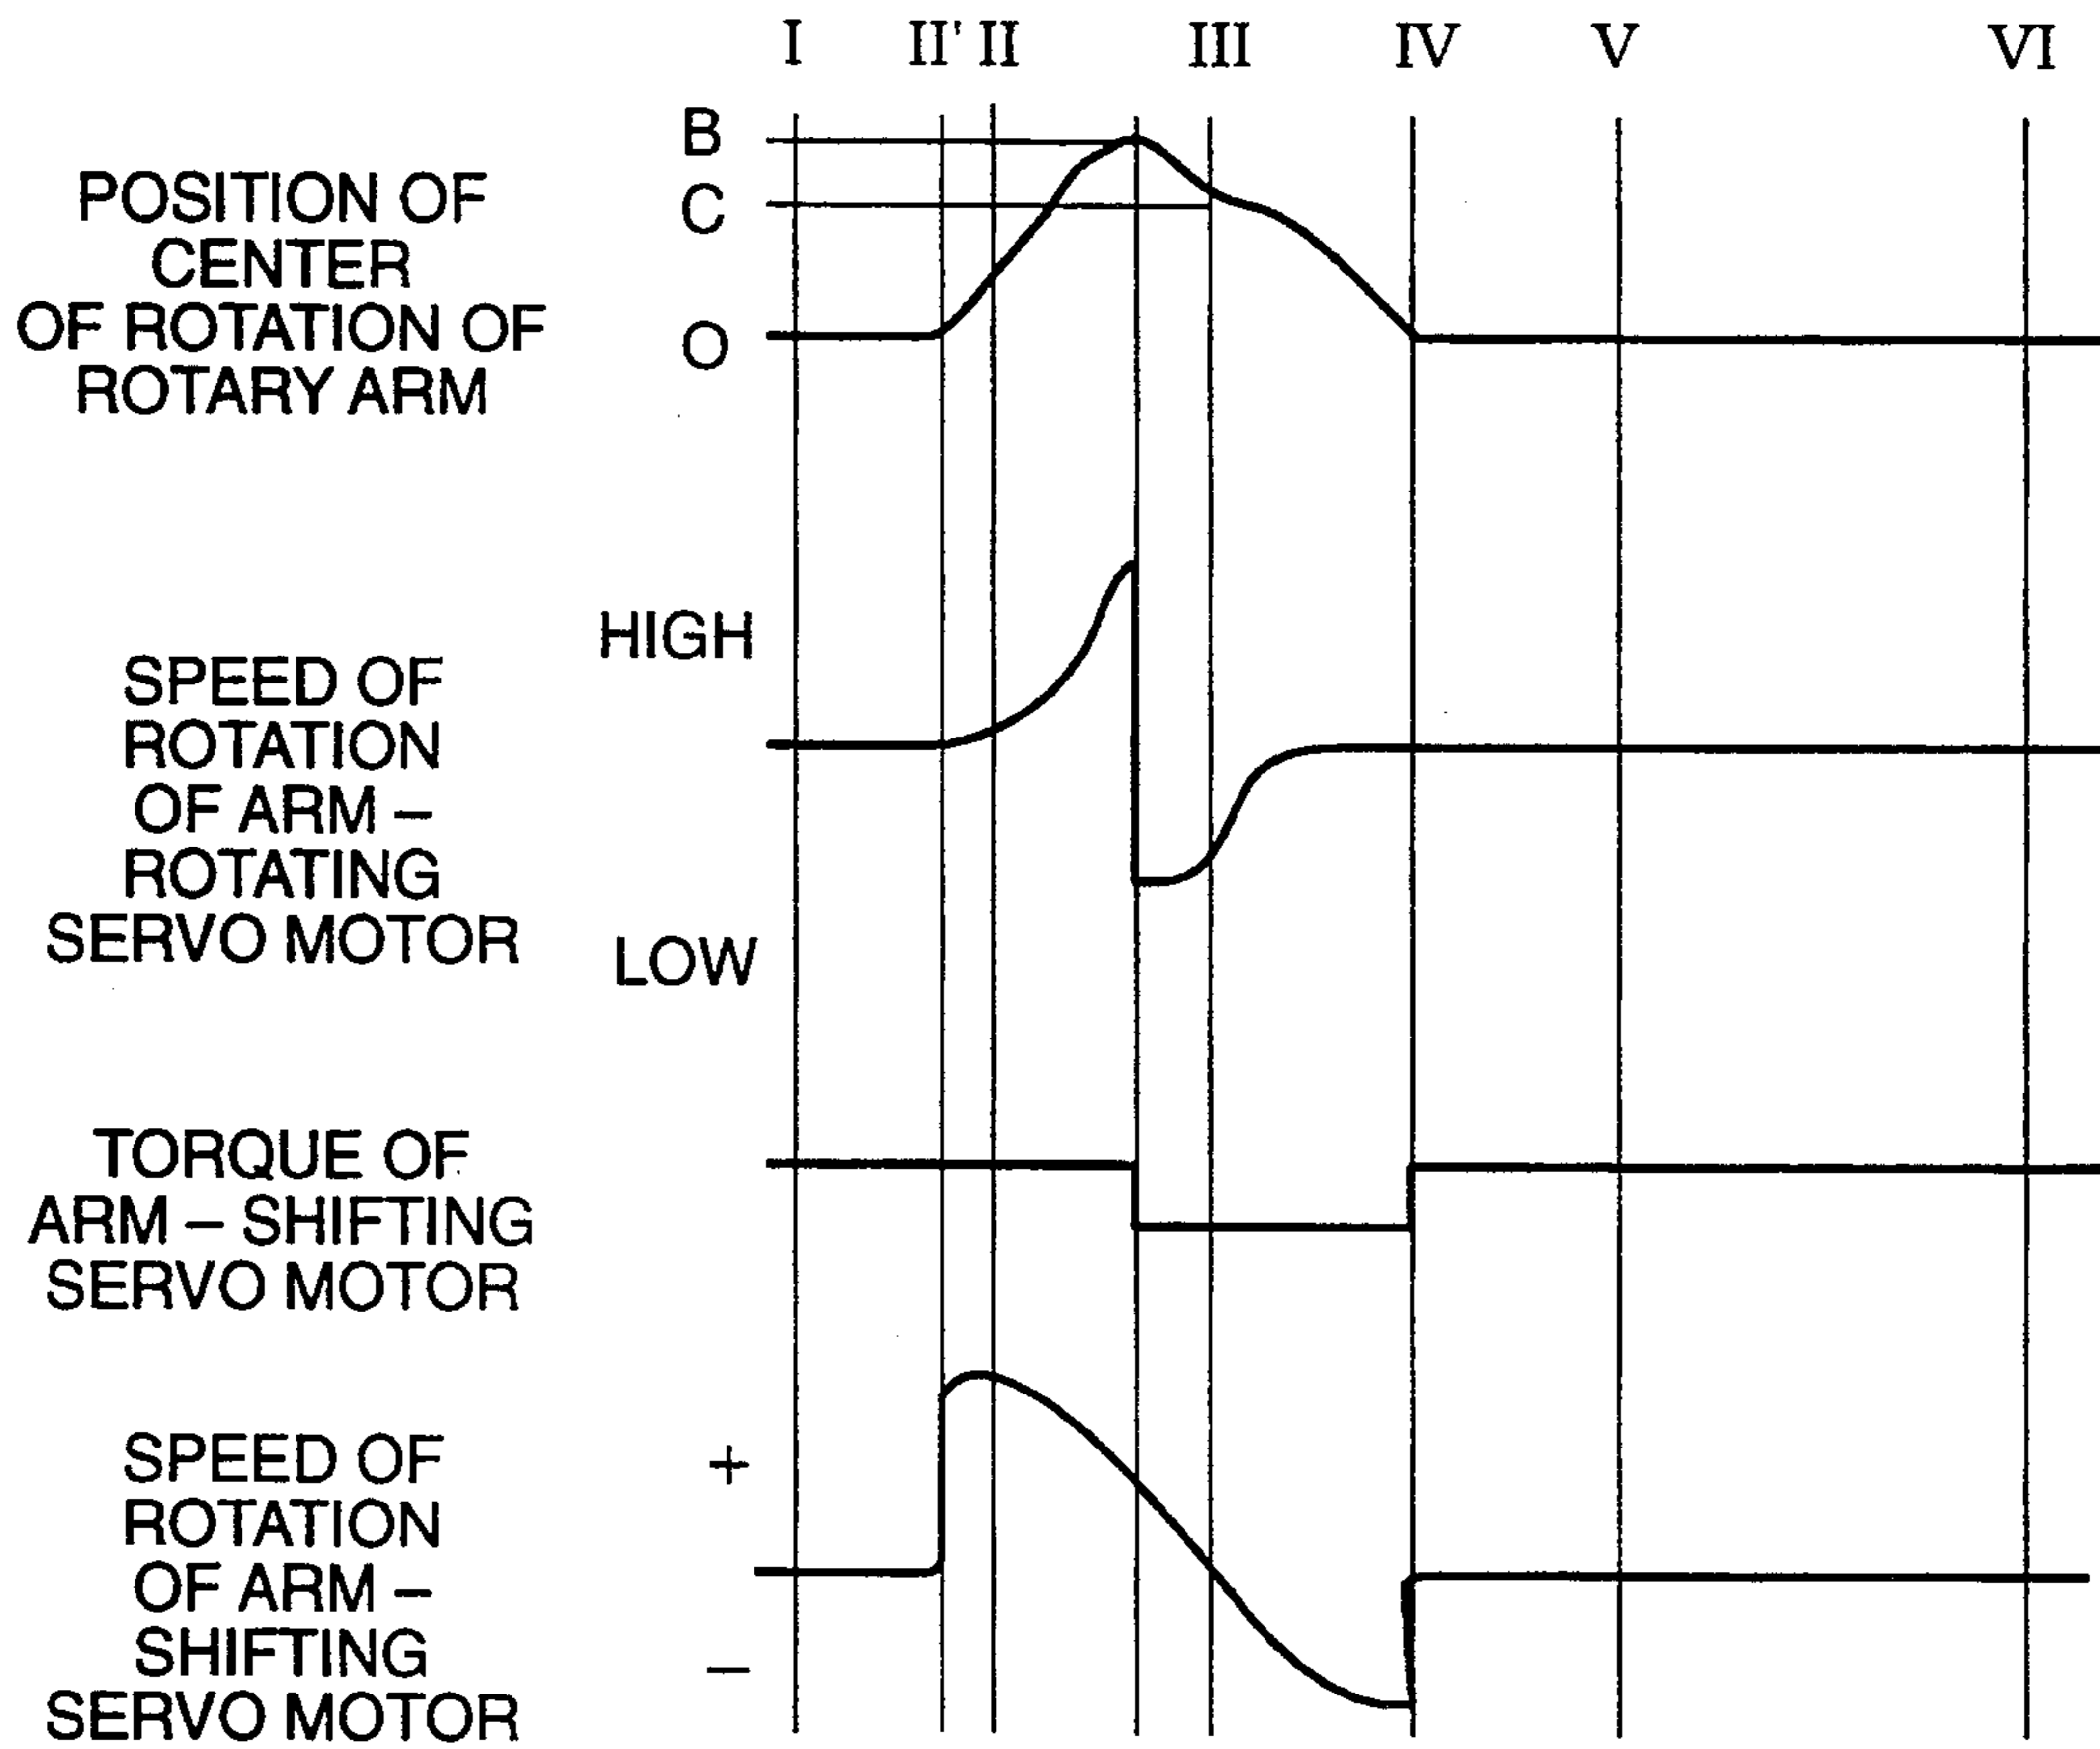 I II' II III IV V VI
B
C
O
POSITION OF
CENTER
OF ROTATION OF
ROTARY ARM
HIGH
LOW
SPEED OF
ROTATION
OF ARM –
ROTATING
SERVO MOTOR
TORQUE OF
ARM – SHIFTING
SERVO MOTOR
+
–
SPEED OF
ROTATION
OF ARM –
SHIFTING
SERVO MOTOR